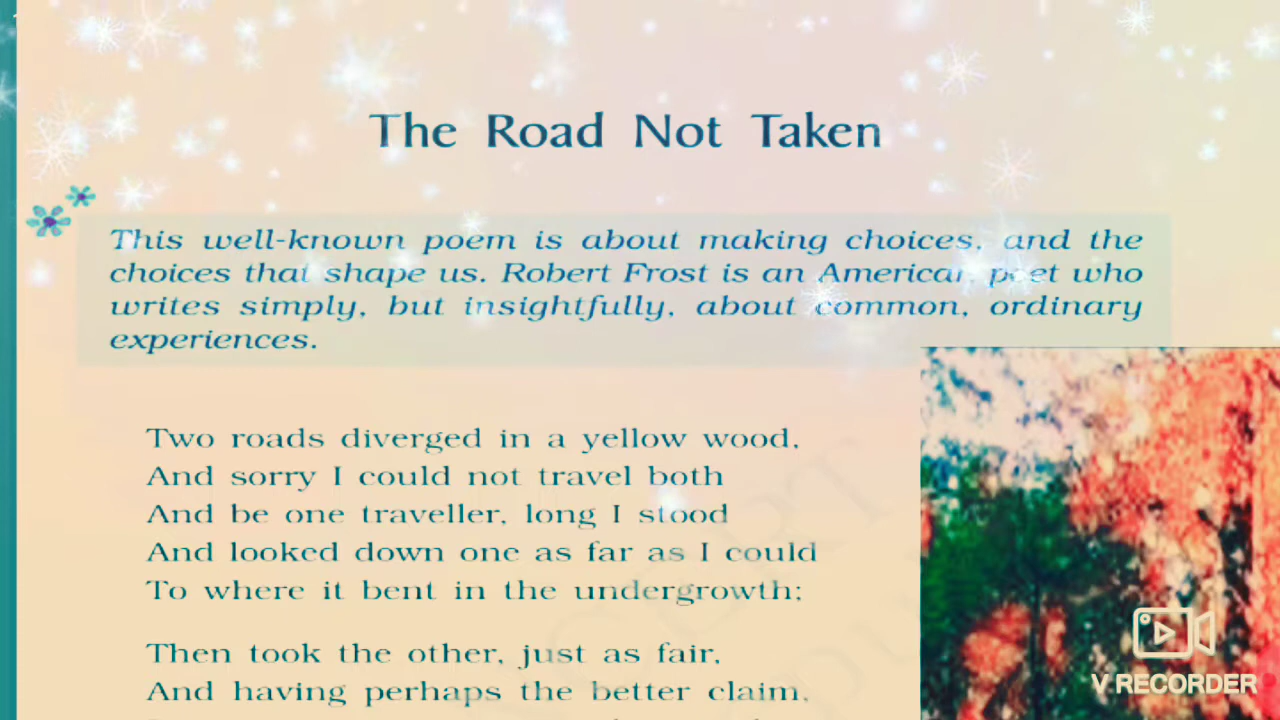 The Road Not Taken
This well-known poem is about making choices, and the
choices that shape us. Robert Frost is an American poet who
writes simply, but insightfully, about common, ordinary
experiences.
Two roads diverged in a yellow wood,
And sorry I could not travel both
And be one traveller, long I stood
And looked down one as far as I could
To where it bent in the undergrowth;
Then took the other, just as fair,
And having perhaps the better claim,
V RECORDER